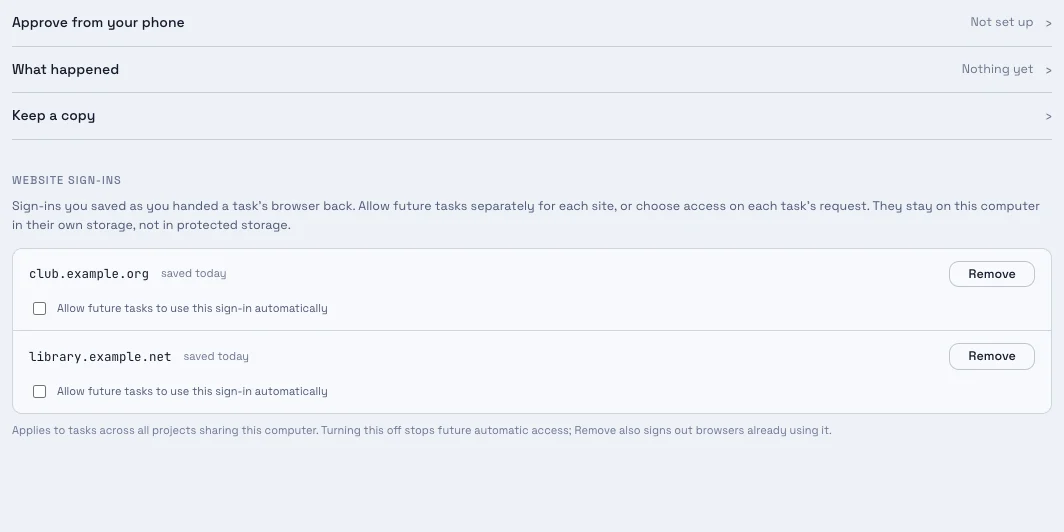 Approve from your phone
Not set up >
What happened
Nothing yet >
Keep a copy
>
WEBSITE SIGN-INS
Sign-ins you saved as you handed a task's browser back. Allow future tasks separately for each site, or choose access on each task's request. They stay on this computer
in their own storage, not in protected storage.
club.example.org saved today
Remove
Allow future tasks to use this sign-in automatically
library.example.net saved today
Remove
Allow future tasks to use this sign-in automatically
Applies to tasks across all projects sharing this computer. Turning this off stops future automatic access; Remove also signs out browsers already using it.